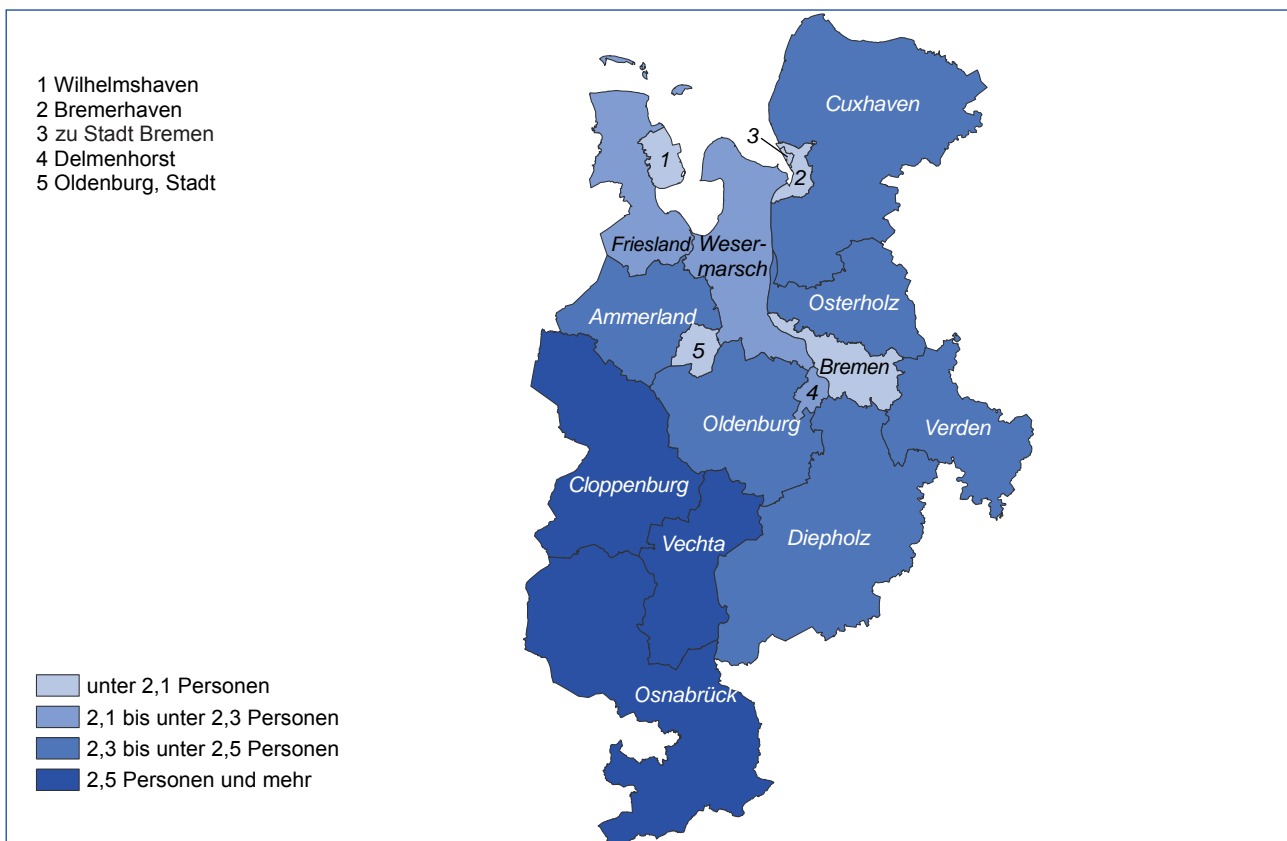 1 Wilhelmshaven
2 Bremerhaven
3 zu Stadt Bremen
4 Delmenhorst
5 Oldenburg, Stadt
Cuxhaven
3
1
2
Friesland
Weser-
marsch
Osterholz
Ammerland
5
Bremen
4
Oldenburg
Verden
Cloppenburg
Vechta
Diepholz
Osnabrück
unter 2,1 Personen
2,1 bis unter 2,3 Personen
2,3 bis unter 2,5 Personen
2,5 Personen und mehr